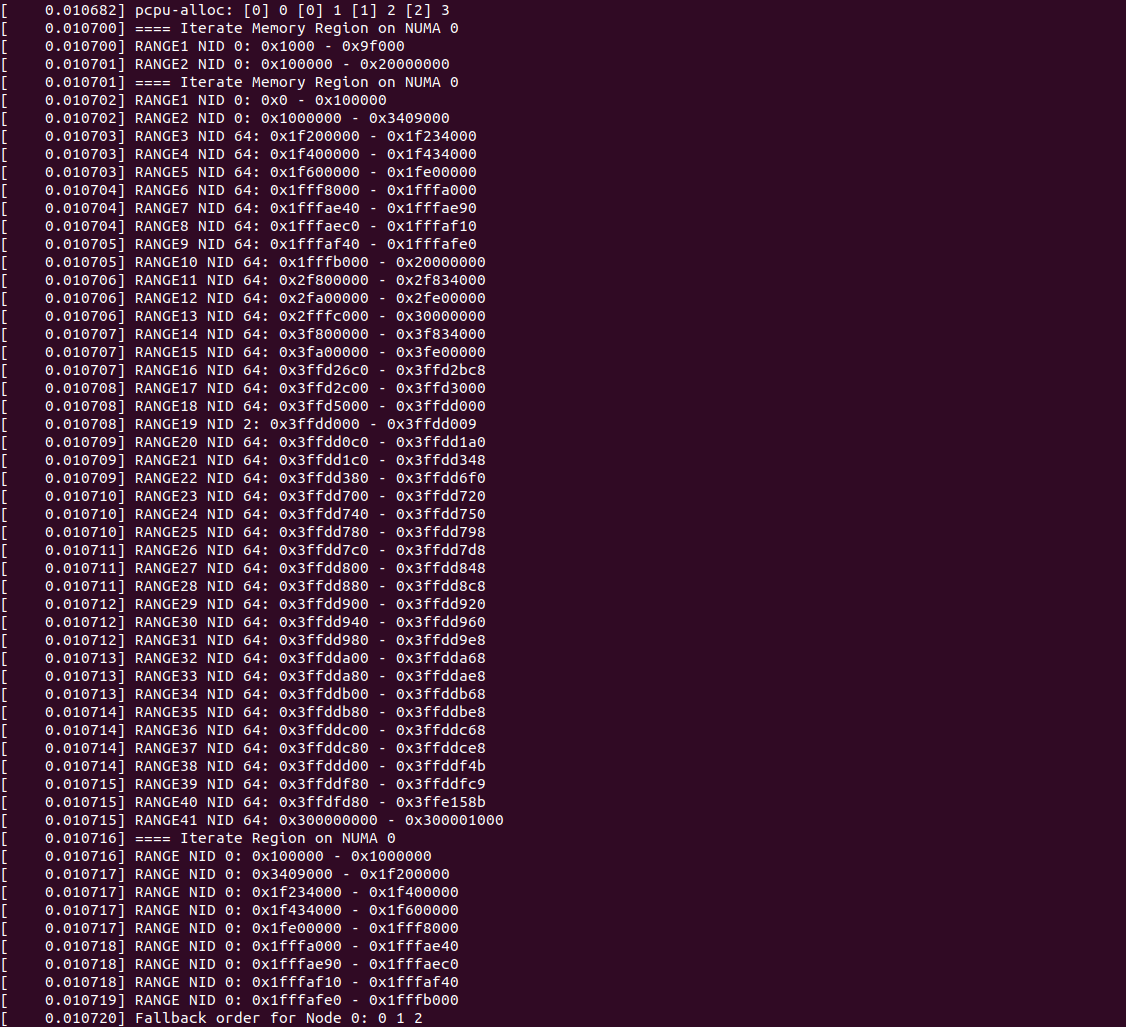 [    0.010682] pcpu-alloc: [0] 0 [0] 1 [1] 2 [2] 3
[    0.010700] ==== Iterate Memory Region on NUMA 0
[    0.010700] RANGE1 NID 0: 0x1000 - 0x9f000
[    0.010701] RANGE2 NID 0: 0x100000 - 0x20000000
[    0.010701] ==== Iterate Memory Region on NUMA 0
[    0.010702] RANGE1 NID 0: 0x0 - 0x100000
[    0.010702] RANGE2 NID 0: 0x1000000 - 0x3409000
[    0.010703] RANGE3 NID 64: 0x1f200000 - 0x1f234000
[    0.010703] RANGE4 NID 64: 0x1f400000 - 0x1f434000
[    0.010703] RANGE5 NID 64: 0x1f600000 - 0x1fe00000
[    0.010704] RANGE6 NID 64: 0x1fff8000 - 0x1fffa000
[    0.010704] RANGE7 NID 64: 0x1fffae40 - 0x1fffae90
[    0.010704] RANGE8 NID 64: 0x1fffaec0 - 0x1fffaf10
[    0.010705] RANGE9 NID 64: 0x1fffaf40 - 0x1fffafe0
[    0.010705] RANGE10 NID 64: 0x1fffb000 - 0x20000000
[    0.010706] RANGE11 NID 64: 0x2f800000 - 0x2f834000
[    0.010706] RANGE12 NID 64: 0x2fa00000 - 0x2fe00000
[    0.010706] RANGE13 NID 64: 0x2fffc000 - 0x30000000
[    0.010707] RANGE14 NID 64: 0x3f800000 - 0x3f834000
[    0.010707] RANGE15 NID 64: 0x3fa00000 - 0x3fe00000
[    0.010707] RANGE16 NID 64: 0x3ffd26c0 - 0x3ffd2bc8
[    0.010708] RANGE17 NID 64: 0x3ffd2c00 - 0x3ffd3000
[    0.010708] RANGE18 NID 64: 0x3ffd5000 - 0x3ffdd000
[    0.010708] RANGE19 NID 2: 0x3ffdd000 - 0x3ffdd009
[    0.010709] RANGE20 NID 64: 0x3ffdd0c0 - 0x3ffdd1a0
[    0.010709] RANGE21 NID 64: 0x3ffdd1c0 - 0x3ffdd348
[    0.010709] RANGE22 NID 64: 0x3ffdd380 - 0x3ffdd6f0
[    0.010710] RANGE23 NID 64: 0x3ffdd700 - 0x3ffdd720
[    0.010710] RANGE24 NID 64: 0x3ffdd740 - 0x3ffdd750
[    0.010710] RANGE25 NID 64: 0x3ffdd780 - 0x3ffdd798
[    0.010711] RANGE26 NID 64: 0x3ffdd7c0 - 0x3ffdd7d8
[    0.010711] RANGE27 NID 64: 0x3ffdd800 - 0x3ffdd848
[    0.010711] RANGE28 NID 64: 0x3ffdd880 - 0x3ffdd8c8
[    0.010712] RANGE29 NID 64: 0x3ffdd900 - 0x3ffdd920
[    0.010712] RANGE30 NID 64: 0x3ffdd940 - 0x3ffdd960
[    0.010712] RANGE31 NID 64: 0x3ffdd980 - 0x3ffdd9e8
[    0.010713] RANGE32 NID 64: 0x3ffdda00 - 0x3ffdda68
[    0.010713] RANGE33 NID 64: 0x3ffdda80 - 0x3ffddae8
[    0.010713] RANGE34 NID 64: 0x3ffddb00 - 0x3ffddb68
[    0.010714] RANGE35 NID 64: 0x3ffddb80 - 0x3ffddbe8
[    0.010714] RANGE36 NID 64: 0x3ffddc00 - 0x3ffddc68
[    0.010714] RANGE37 NID 64: 0x3ffddc80 - 0x3ffddce8
[    0.010714] RANGE38 NID 64: 0x3ffddd00 - 0x3ffddf4b
[    0.010715] RANGE39 NID 64: 0x3ffddf80 - 0x3ffddfc9
[    0.010715] RANGE40 NID 64: 0x3ffdfd80 - 0x3ffe158b
[    0.010715] RANGE41 NID 64: 0x300000000 - 0x300001000
[    0.010716] ==== Iterate Region on NUMA 0
[    0.010716] RANGE NID 0: 0x100000 - 0x1000000
[    0.010717] RANGE NID 0: 0x3409000 - 0x1f200000
[    0.010717] RANGE NID 0: 0x1f234000 - 0x1f400000
[    0.010717] RANGE NID 0: 0x1f434000 - 0x1f600000
[    0.010717] RANGE NID 0: 0x1fe00000 - 0x1fff8000
[    0.010718] RANGE NID 0: 0x1fffa000 - 0x1fffae40
[    0.010718] RANGE NID 0: 0x1fffae90 - 0x1fffaec0
[    0.010718] RANGE NID 0: 0x1fffaf10 - 0x1fffaf40
[    0.010719] RANGE NID 0: 0x1fffafe0 - 0x1fffb000
[    0.010720] Fallback order for Node 0: 0 1 2